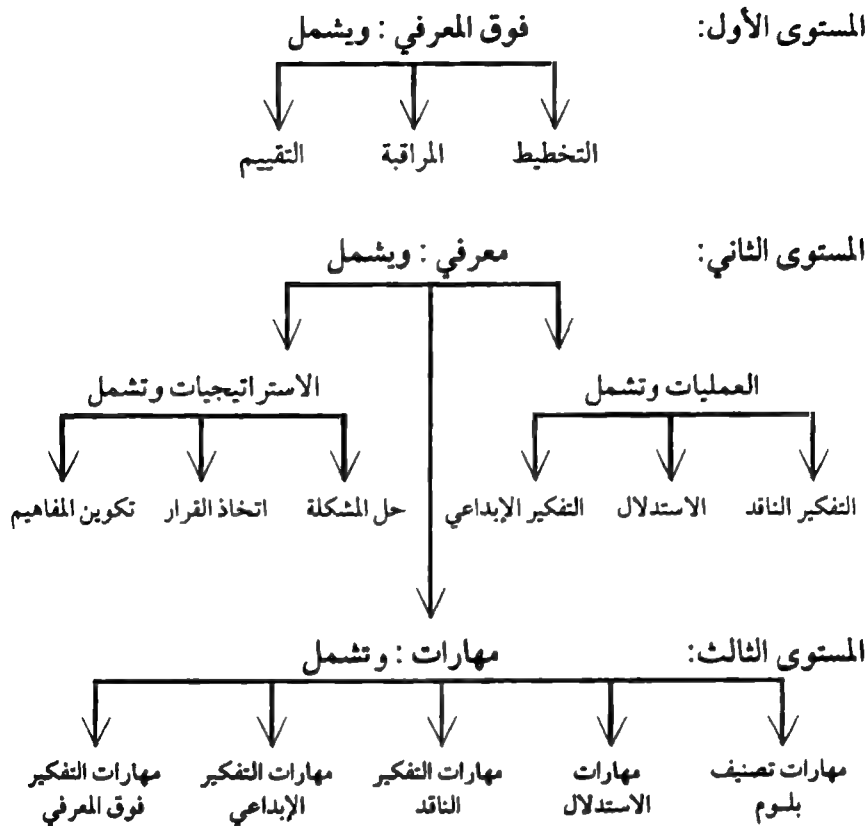 المستوى الأول: فوق المعرفي : ويشمل
التخطيط المراقبة التقييم
المستوى الثاني: معرفي : ويشمل
العمليات وتشمل الاستراتيجيات وتشمل
التفكير الناقد الاستدلال التفكير الإبداعي حل المشكلة اتخاذ القرار تكوين المفاهيم
المستوى الثالث: مهارات : وتشمل
مهارات تصنيف مهارات مهارات التفكير مهارات التفكير مهارات التفكير
بلوم الاستدلال الناقد الإبداعي فوق المعرفي